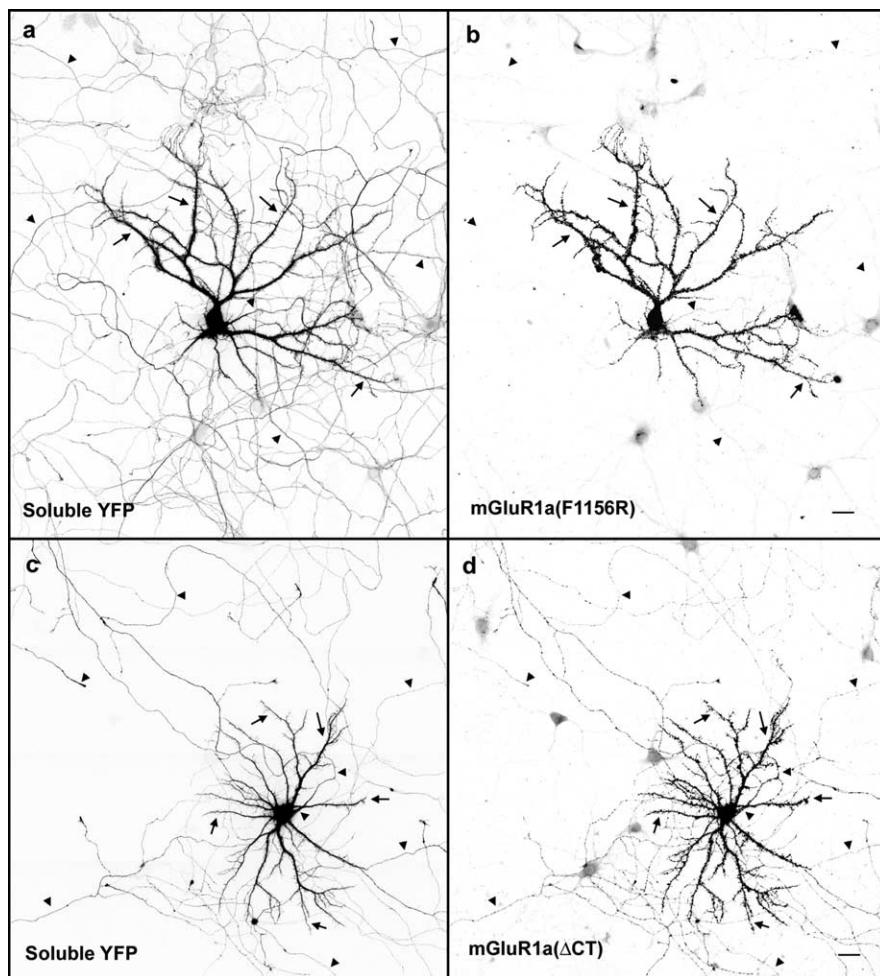 a
b
Soluble YFP
mGluR1a(F1156R)
c
d
Soluble YFP
mGluR1a(ΔCT)